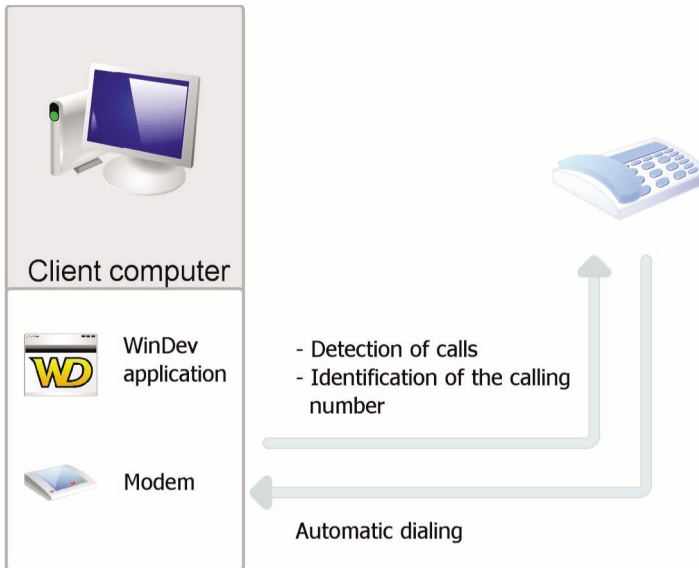 Client computer
WD
WinDev
application
Modem
- Detection of calls
- Identification of the calling
number
Automatic dialing